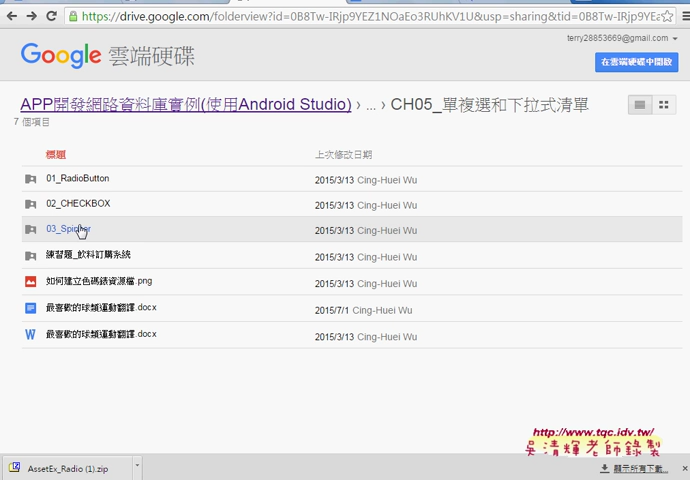 https://drive.google.com/folderview?id=0B8Tw-IRjp9YEZ1NOaEo3RUhKV1U&usp=sharing&tid=0B8Tw-IRjp9YEa
terry28853669@gmail.com
Google 雲端硬碟
在雲端硬碟中開啟
APP開發網路資料庫實例(使用Android Studio) › ... › CH05_單複選和下拉式清單
7 個項目
標題 上次修改日期
01_RadioButton 2015/3/13 Cing-Huei Wu
02_CHECKBOX 2015/3/13 Cing-Huei Wu
03_Spinner 2015/3/13 Cing-Huei Wu
練習題_飲料訂購系統 2015/3/13 Cing-Huei Wu
如何建立色碼錶資源檔.png 2015/3/13 Cing-Huei Wu
最喜歡的球類運動翻譯.docx 2015/7/1 Cing-Huei Wu
最喜歡的球類運動翻譯.docx 2015/3/13 Cing-Huei Wu
http://www.tqc.idv.tw/
吳清輝老師錄製
AssetEx_Radio (1).zip
顯示所有下載...